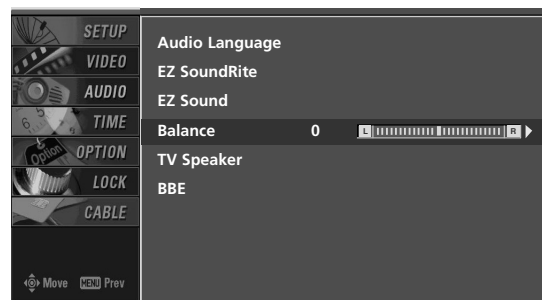 SETUP
VIDEO
AUDIO
TIME
OPTION
LOCK
CABLE
Move MENU Prev
Audio Language
EZ SoundRite
EZ Sound
Balance 0 L R
TV Speaker
BBE